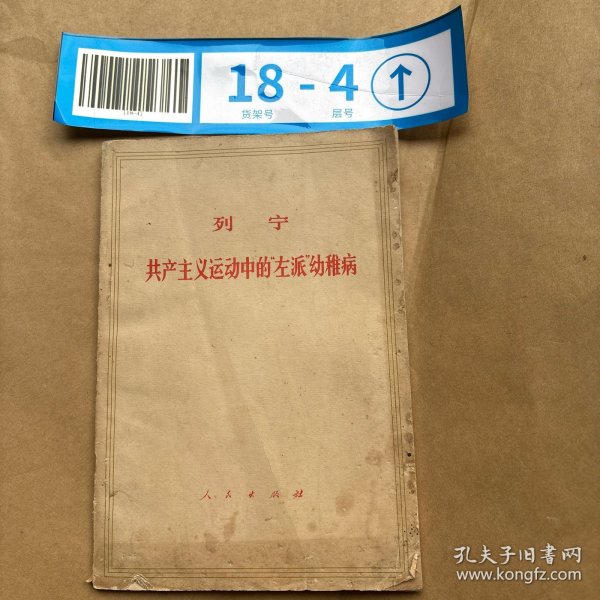 18-4↑
货架号 层号
列 宁
共产主义运动中的“左派”幼稚病
人民出版社
孔夫子旧书网
www.kongfz.com